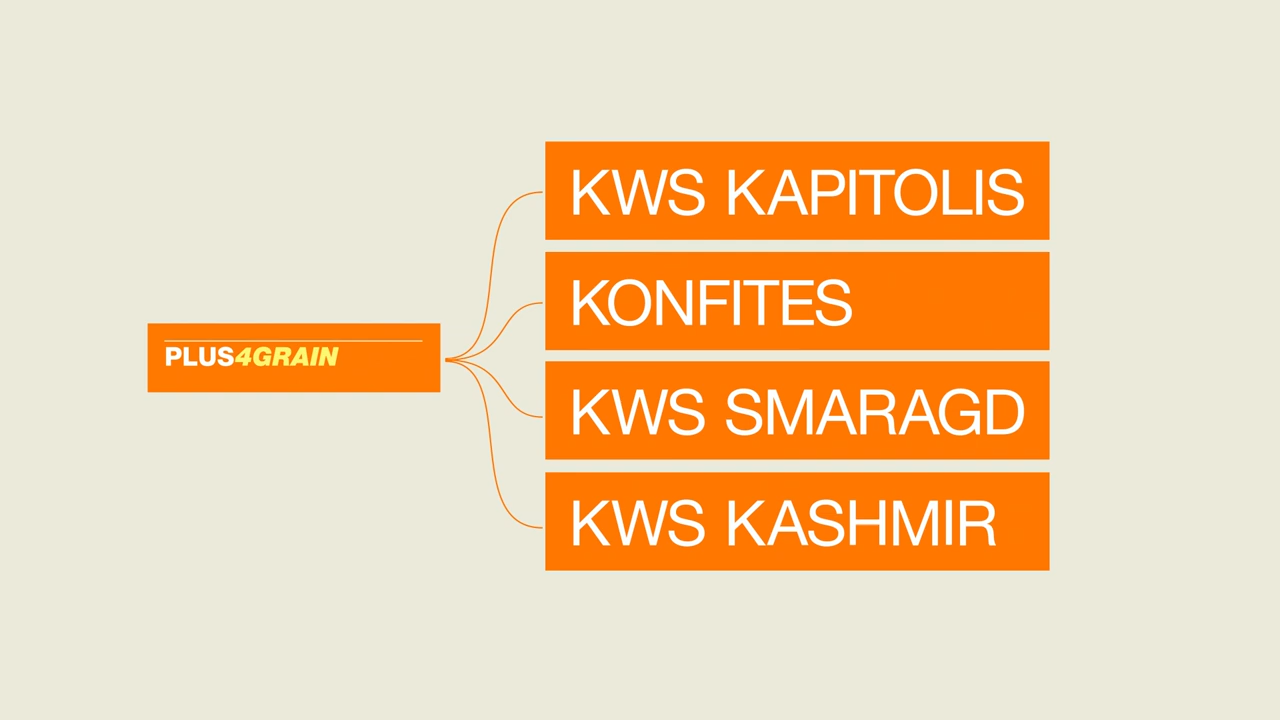 PLUS4GRAIN
KWS KAPITOLIS
KONFITES
KWS SMARAGD
KWS KASHMIR